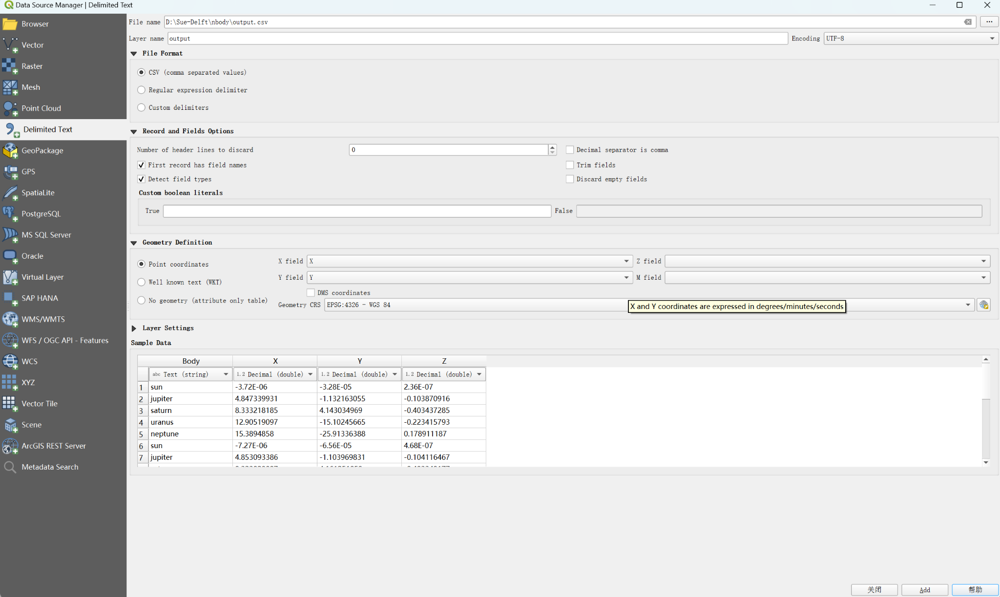 Data Source Manager | Delimited Text
Browser
Vector
Raster
Mesh
Point Cloud
Delimited Text
GeoPackage
GPS
SpatiaLite
PostgreSQL
MS SQL Server
Oracle
Virtual Layer
SAP HANA
WMS/WMTS
WFS / OGC API - Features
WCS
XYZ
Vector Tile
Scene
ArcGIS REST Server
Metadata Search
File name D:\Sue-Delft\nbody\output.csv ...
Layer name output Encoding UTF-8
File Format
CSV (comma separated values)
Regular expression delimiter
Custom delimiters
Record and Fields Options
Number of header lines to discard 0 Decimal separator is comma
First record has field names Trim fields
Detect field types Discard empty fields
Custom boolean literals
True False
Geometry Definition
Point coordinates X field X Z field
Y field Y M field
Well known text (WKT)
DMS coordinates
No geometry (attribute only table) Geometry CRS EPSG:4326 - WGS 84
X and Y coordinates are expressed in degrees/minutes/seconds
Layer Settings
Sample Data
Body X Y Z
abc Text (string) 1.2 Decimal (double) 1.2 Decimal (double) 1.2 Decimal (double)
1 sun -3.72E-06 -3.28E-05 2.36E-07
2 jupiter 4.847339931 -1.132163055 -0.103870916
3 saturn 8.333218185 4.143034969 -0.403437285
4 uranus 12.90519097 -15.10245665 -0.223415793
5 neptune 15.3894858 -25.91336388 0.178911187
6 sun -7.27E-06 -6.56E-05 4.68E-07
7 jupiter 4.853093386 -1.103969831 -0.104116467
关闭 Add 帮助